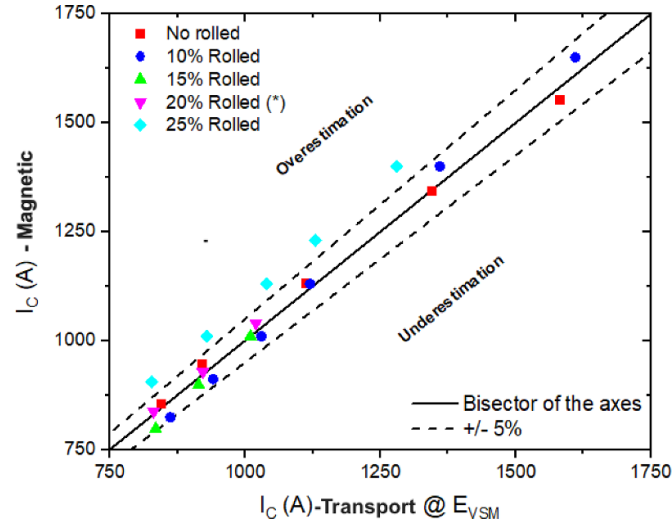 1750
1500
1250
1000
750
I_C (A) - Magnetic
No rolled
10% Rolled
15% Rolled
20% Rolled (*)
25% Rolled
Overestimation
Underestimation
Bisector of the axes
+/- 5%
750 1000 1250 1500 1750
I_C (A)-Transport @ E_VSM